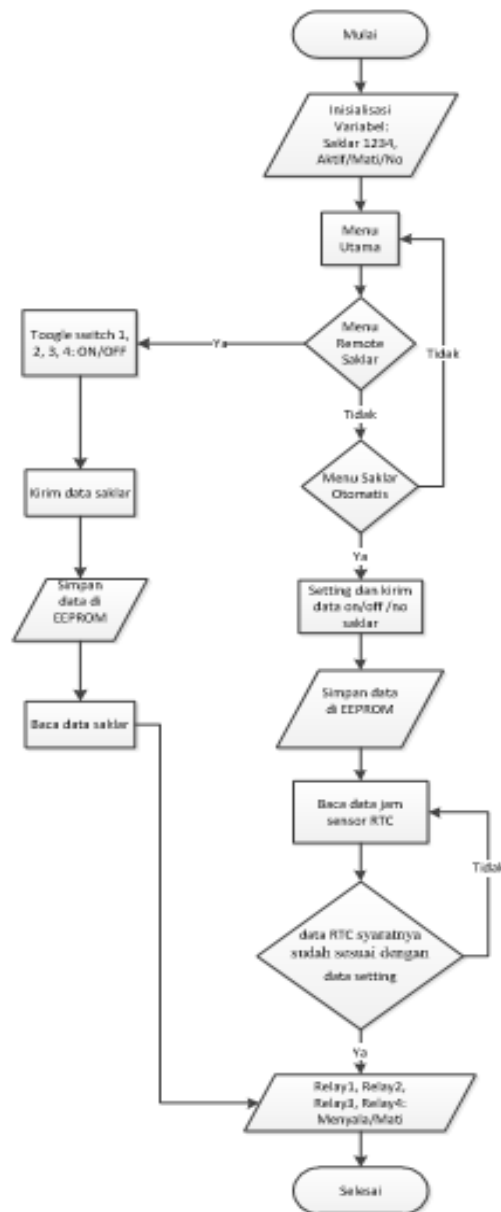 Mulai
Inisialisasi
Variabel:
Saklar 1234,
Aktif/Mati/No
Menu
Utama
Menu
Remote
Saklar
Ya
Tidak
Tidak
Toogle switch 1,
2, 3, 4: ON/OFF
Kirim data saklar
Simpan
data di
EEPROM
Baca data saklar
Menu Saklar
Otomatis
Ya
Setting dan kirim
data on/off /no
saklar
Simpan data
di EEPROM
Baca data jam
sensor RTC
Tidak
data RTC syaratnya
sudah sesuai dengan
data setting
Ya
Relay1, Relay2,
Relay3, Relay4:
Menyala/Mati
Selesai